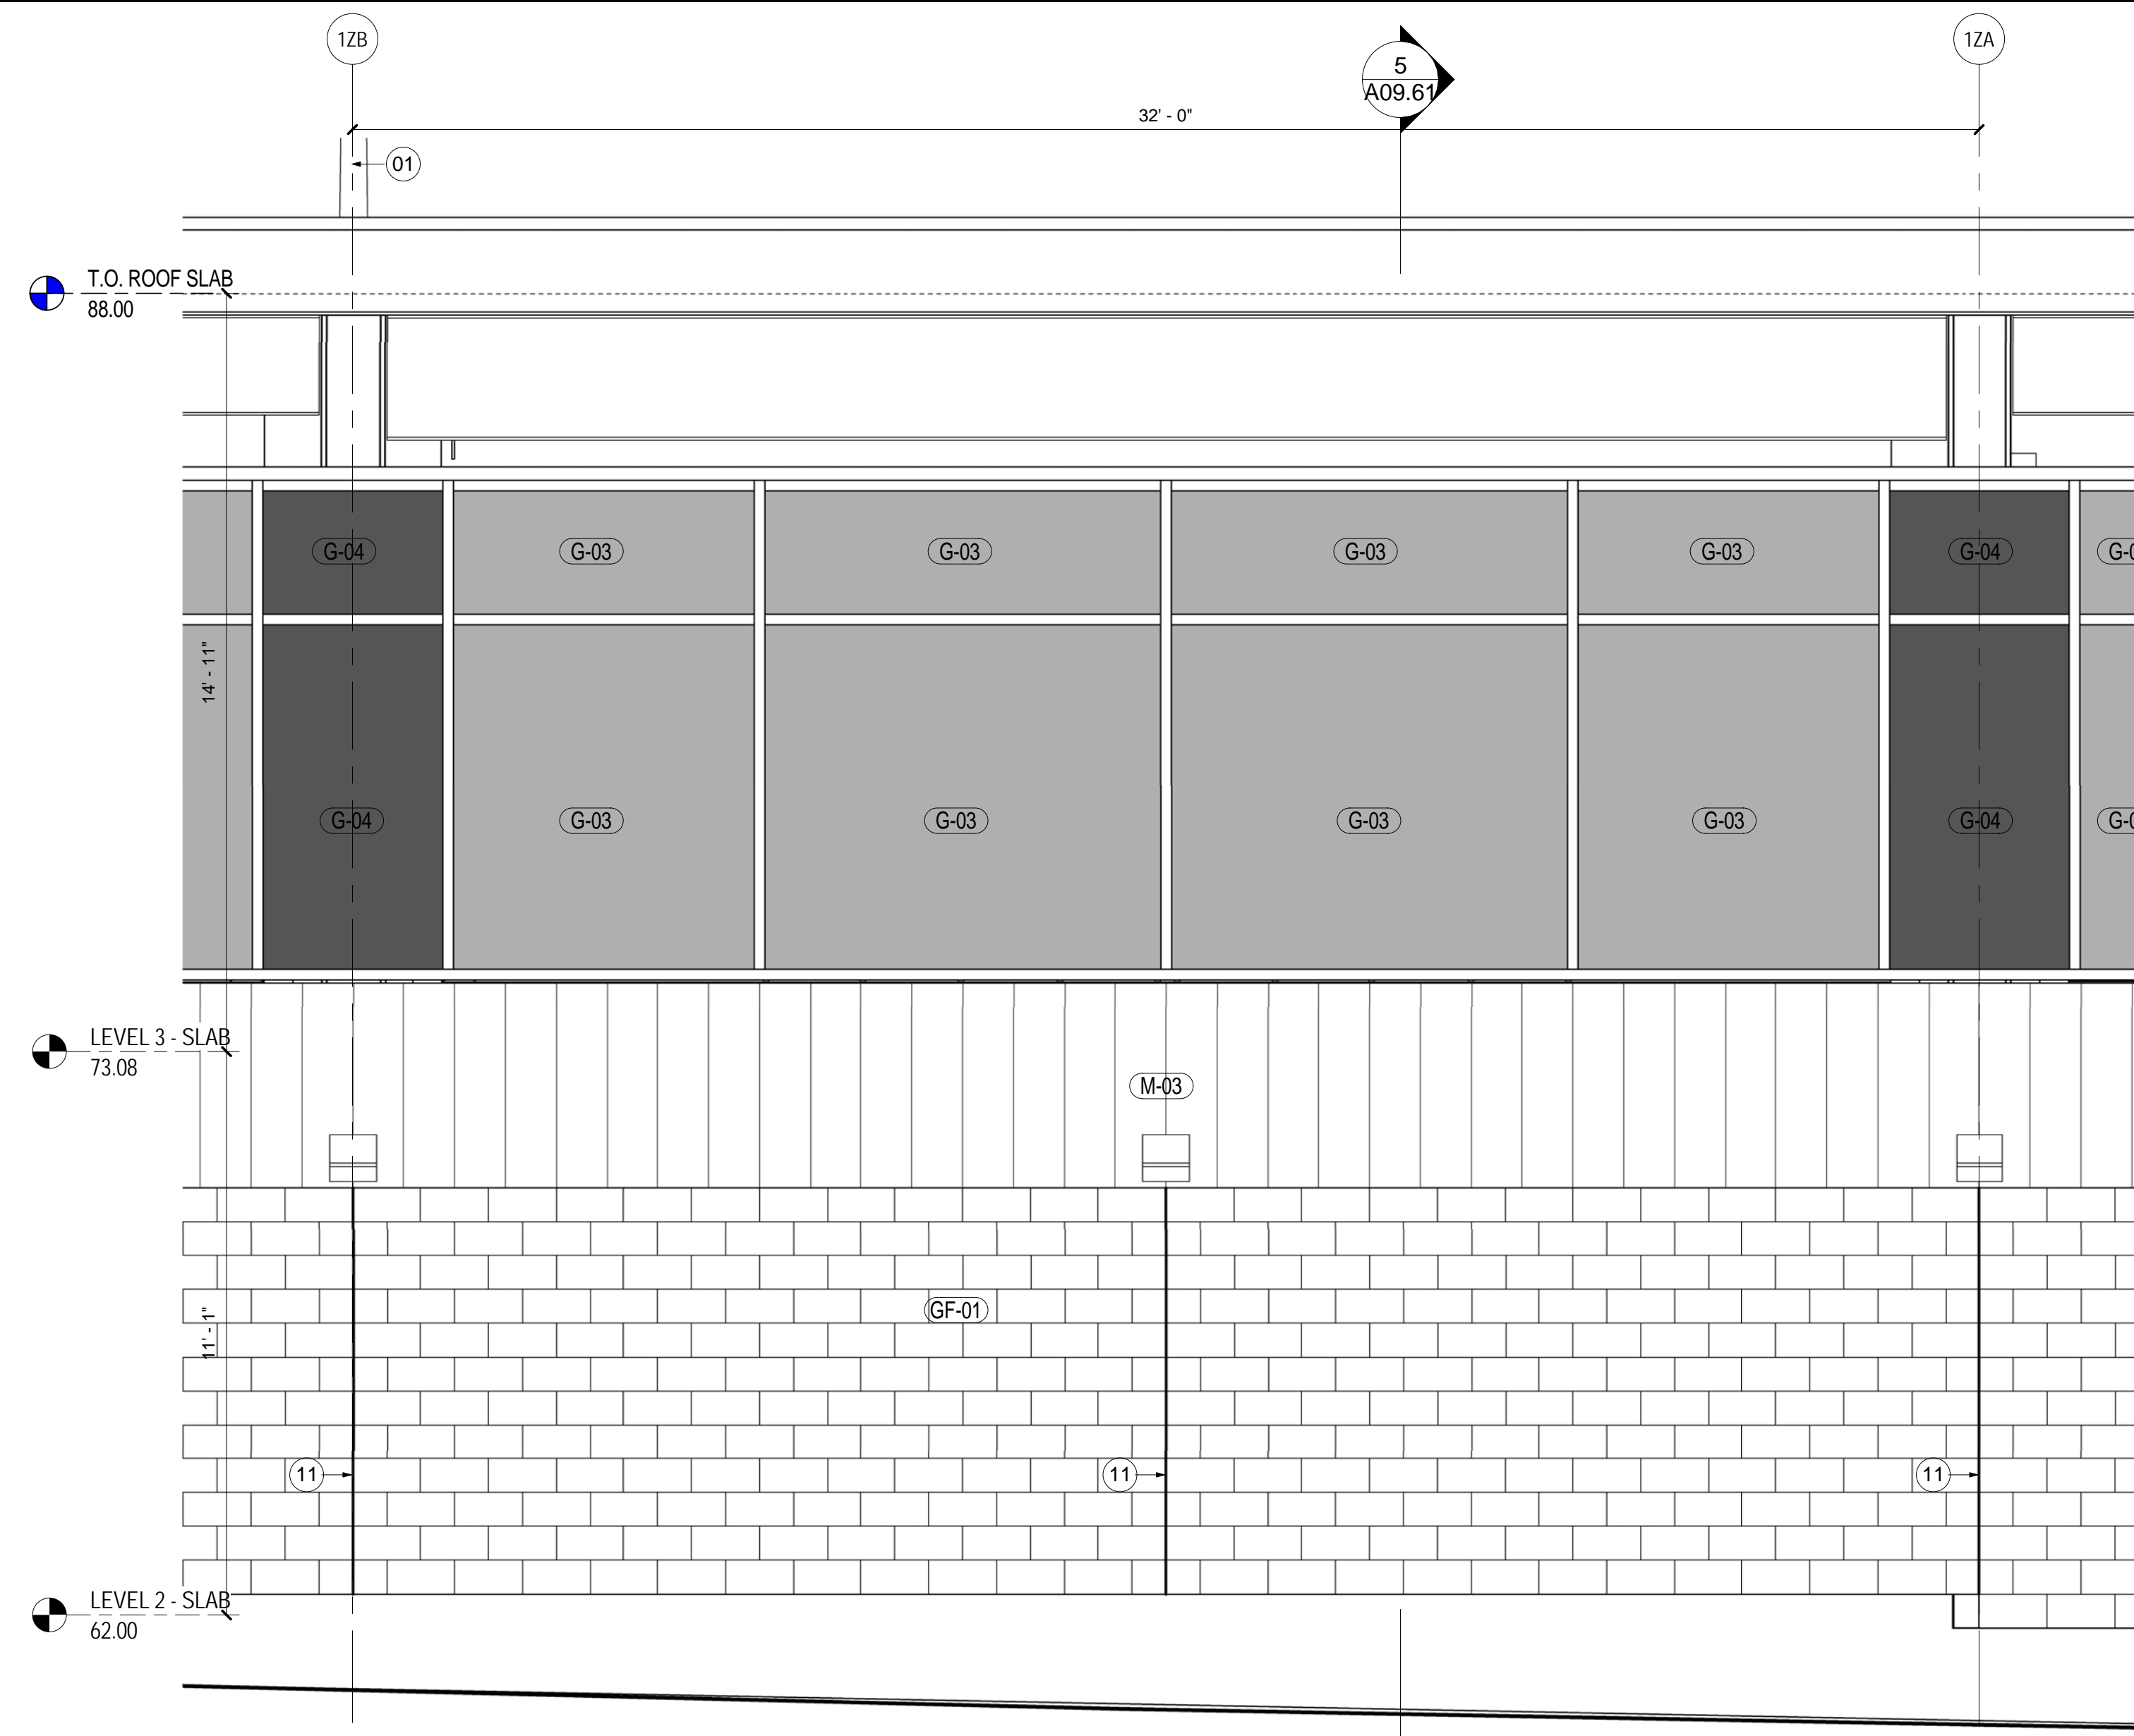 1ZB
5
1ZA
A09.61
32' - 0"
01
T.O. ROOF SLAB
88.00
G-04
G-03
G-03
G-03
G-03
G-04
14' - 11"
G-04
G-03
G-03
G-03
G-03
G-04
LEVEL 3 - SLAB
73.08
M-03
GF-01
11' - 1"
11
11
11
LEVEL 2 - SLAB
62.00